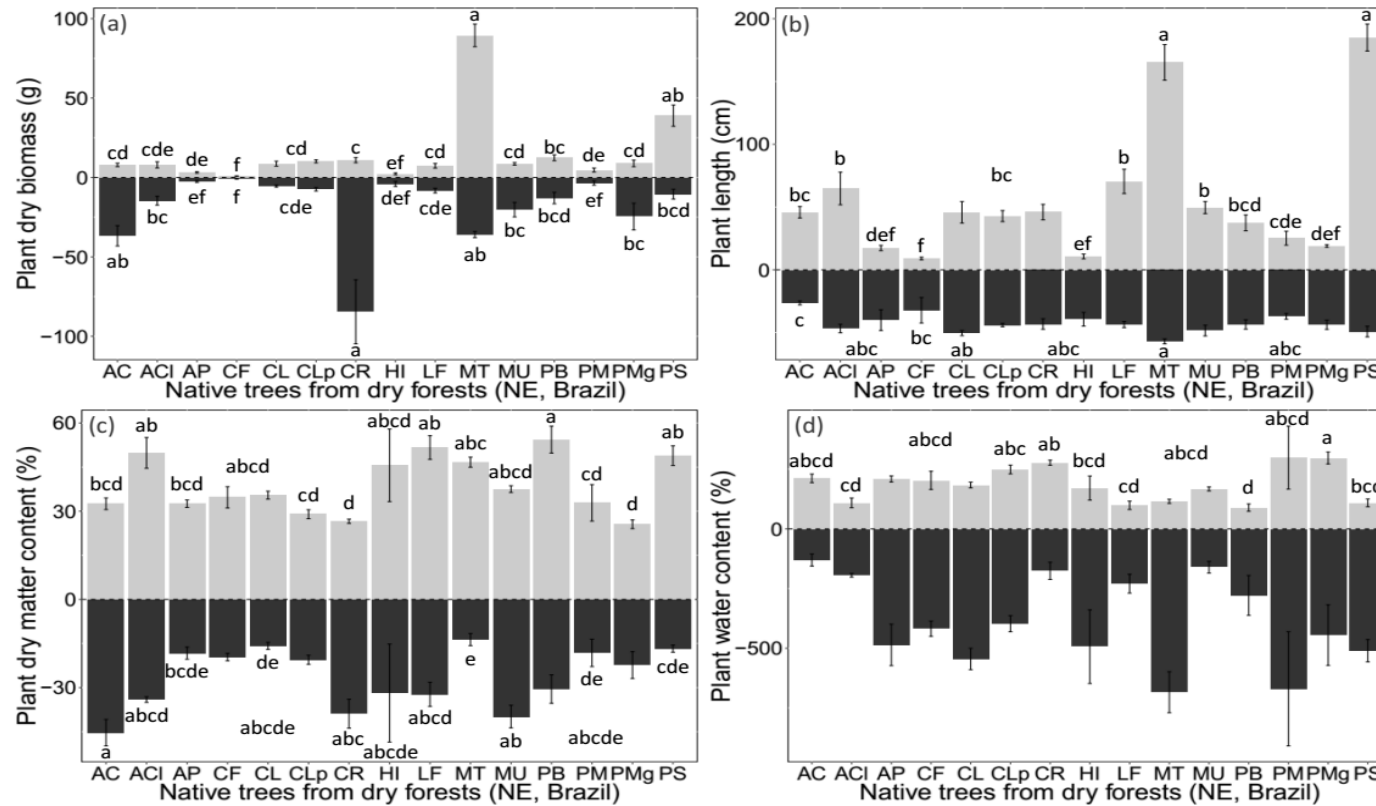 (a)
Plant dry biomass (g)
100
50
0
−50
−100
cd cde de f cd c ef cd a cd bc de cd ab
ab bc ef f cde a def cde ab bc bcd ef bc bcd
AC ACI AP CF CL CLp CR HI LF MT MU PB PM PMg PS
Native trees from dry forests (NE, Brazil)
(b)
Plant length (cm)
200
100
0
bc b def f bc ef b a b bcd cde def a
c abc bc ab abc a abc
AC ACI AP CF CL CLp CR HI LF MT MU PB PM PMg PS
Native trees from dry forests (NE, Brazil)
(c)
Plant dry matter content (%)
60
30
0
−30
bcd ab bcd abcd cd d abcd ab abc abcd a cd d ab
a abcd bcde de abcde abc abcde abcd e ab de abcde cde
AC ACI AP CF CL CLp CR HI LF MT MU PB PM PMg PS
Native trees from dry forests (NE, Brazil)
(d)
Plant water content (%)
0
−500
abcd cd abcd abc ab bcd cd abcd d abcd a bcd
AC ACI AP CF CL CLp CR HI LF MT MU PB PM PMg PS
Native trees from dry forests (NE, Brazil)